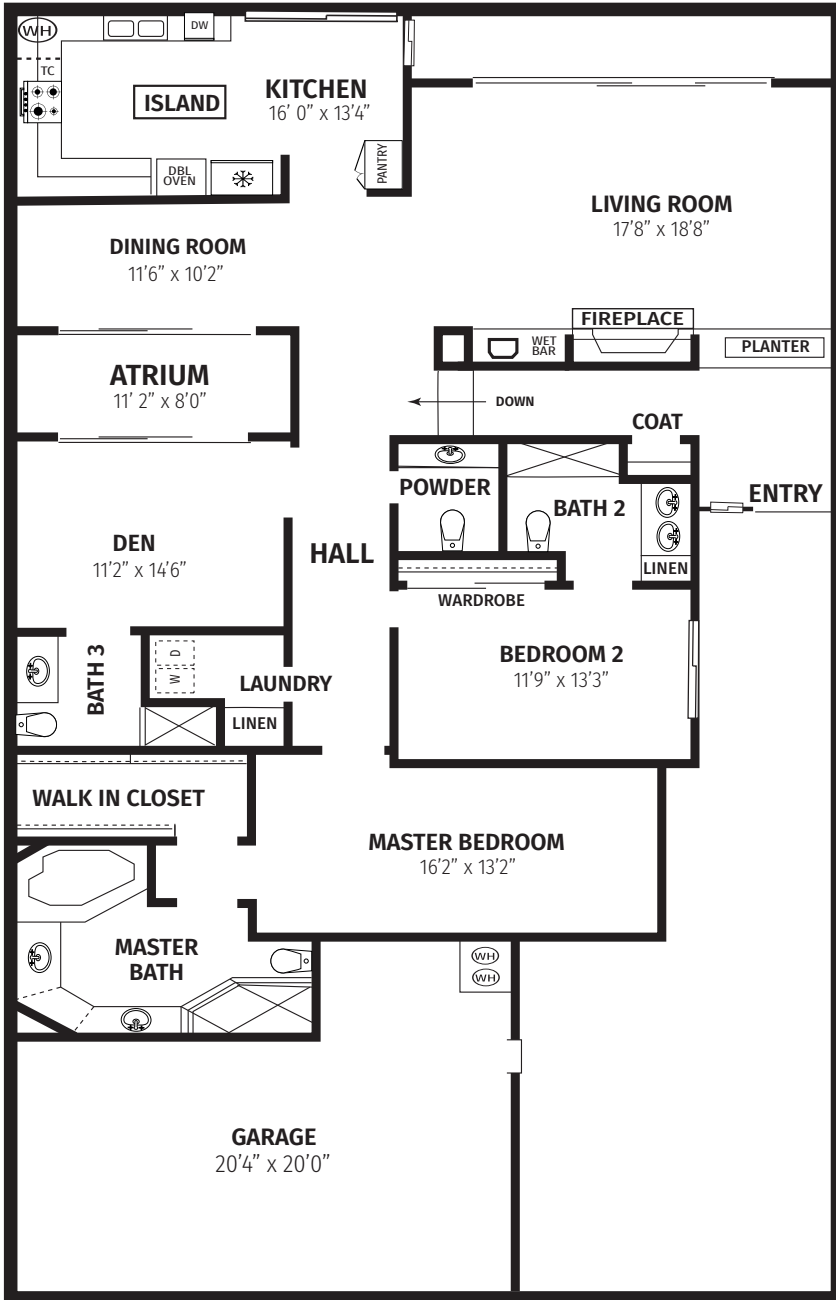 WH
DW
TC
ISLAND
KITCHEN
16' 0” x 13'4”
DBL
OVEN
PANTRY
LIVING ROOM
17'8” x 18'8”
DINING ROOM
11'6” x 10'2”
FIREPLACE
WET
BAR
PLANTER
ATRIUM
11' 2” x 8'0”
DOWN
COAT
POWDER
BATH 2
ENTRY
DEN
11'2” x 14'6”
HALL
LINEN
WARDROBE
BATH 3
D
W
LAUNDRY
LINEN
BEDROOM 2
11'9” x 13'3”
WALK IN CLOSET
MASTER BEDROOM
16'2” x 13'2”
MASTER
BATH
WH
WH
GARAGE
20'4” x 20'0”